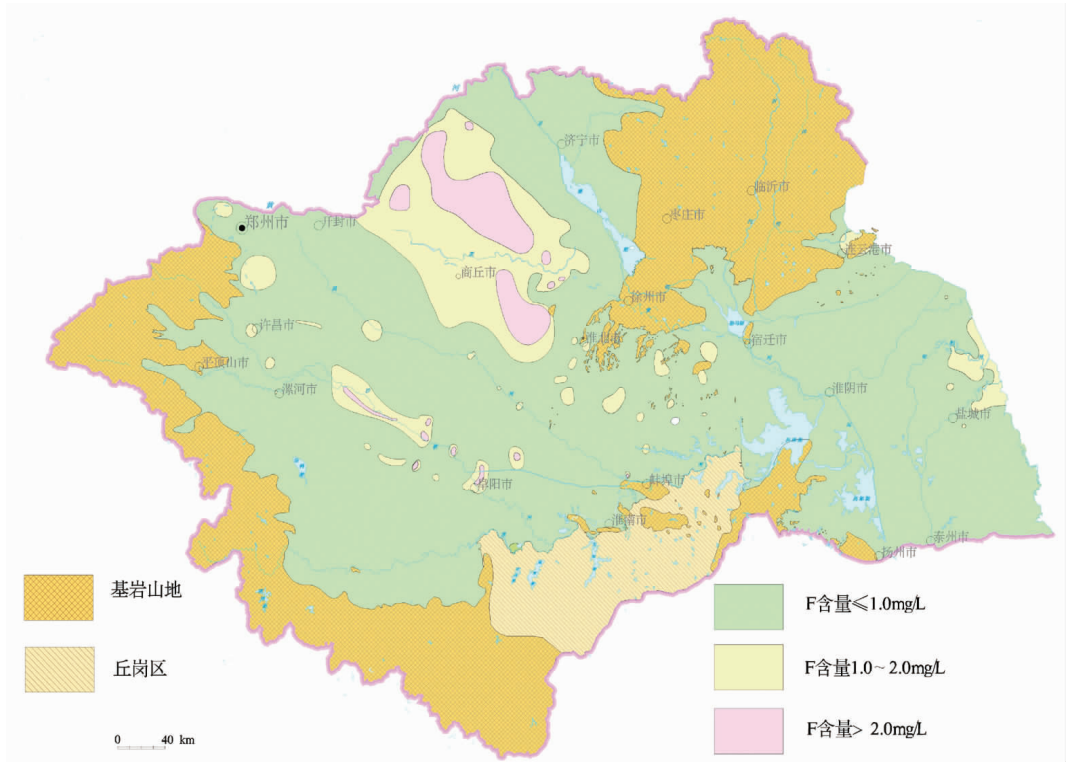 河
济宁市
临沂市
枣庄市
黄
郑州市
开封市
连云港市
商丘市
徐州市
许昌市
淮北市
宿迁市
平顶山市
漯河市
淮阴市
盐城市
阜阳市
蚌埠市
淮南市
泰州市
扬州市
基岩山地
丘岗区
F含量≤1.0mg/L
F含量1.0~2.0mg/L
F含量> 2.0mg/L
0 40 km